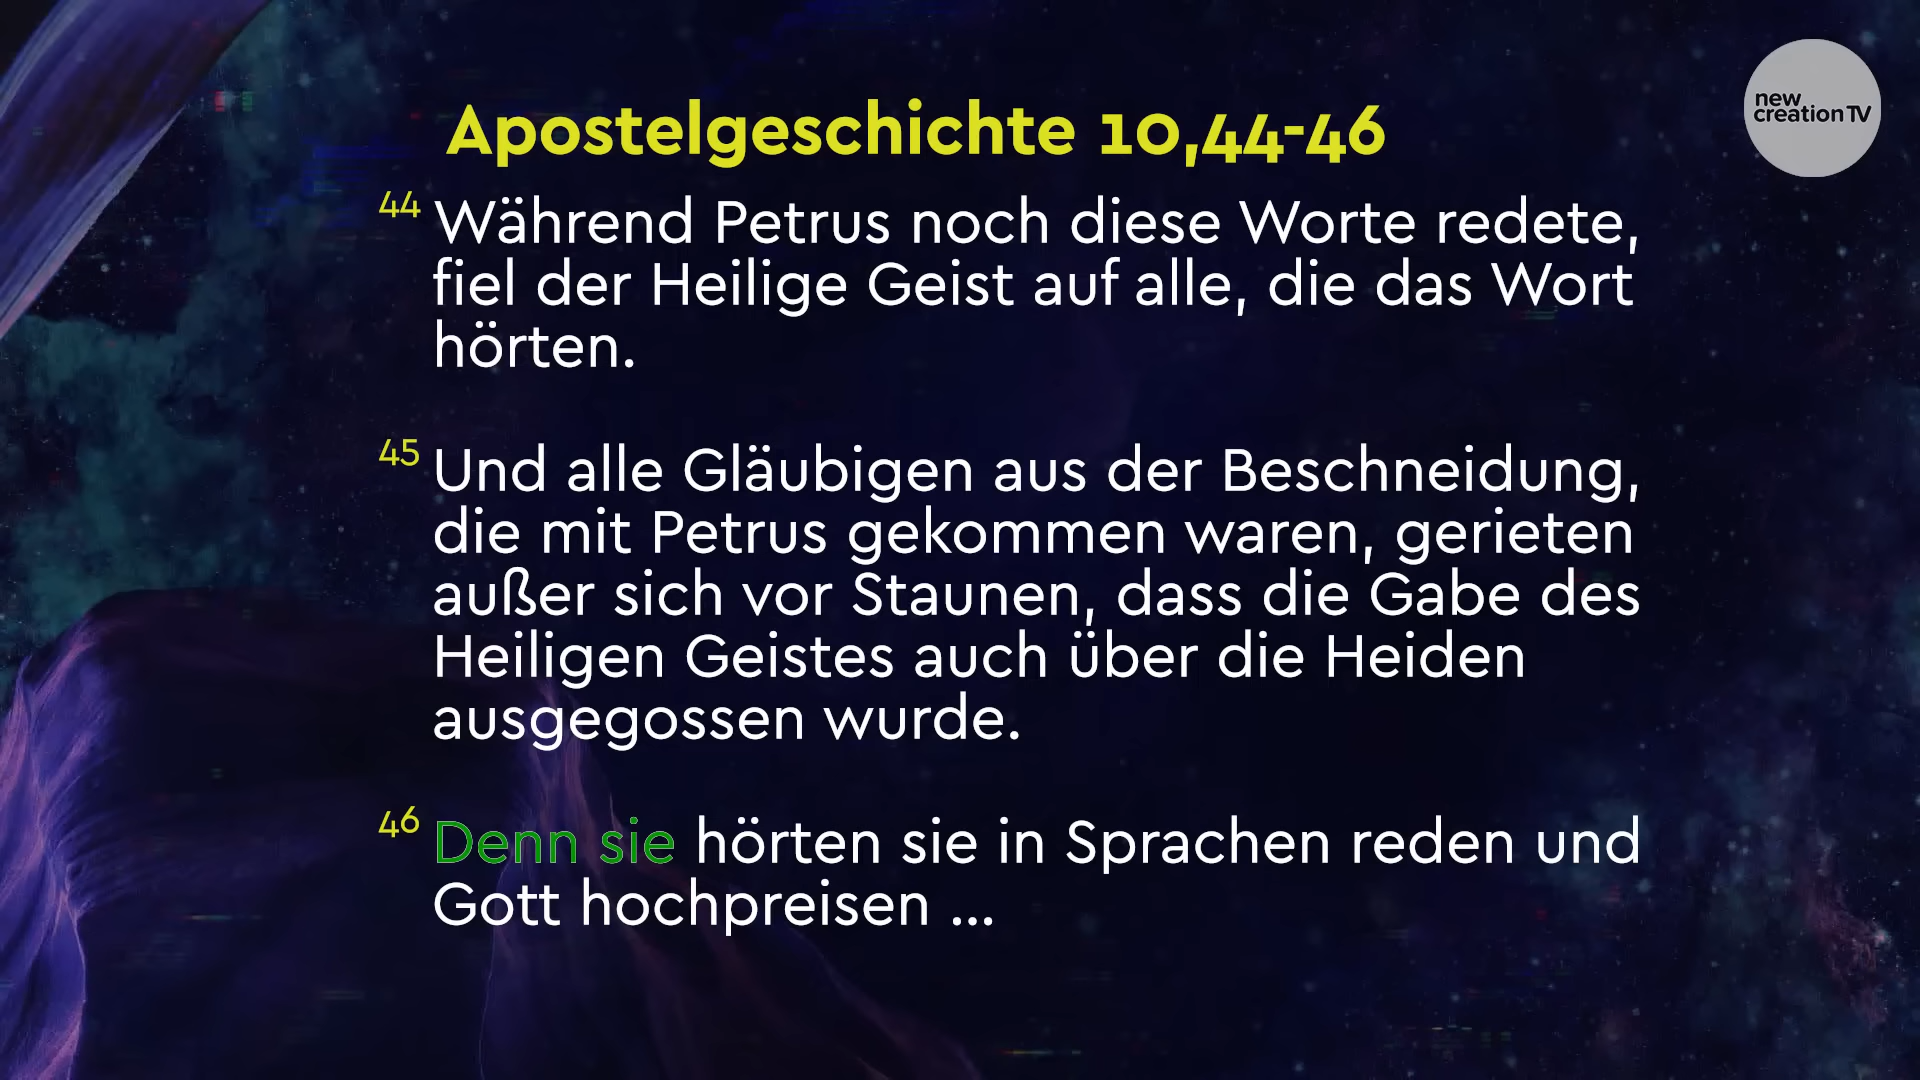 new
creation TV
Apostelgeschichte 10,44-46
44 Während Petrus noch diese Worte redete,
fiel der Heilige Geist auf alle, die das Wort
hörten.
45 Und alle Gläubigen aus der Beschneidung,
die mit Petrus gekommen waren, gerieten
außer sich vor Staunen, dass die Gabe des
Heiligen Geistes auch über die Heiden
ausgegossen wurde.
46 Denn sie hörten sie in Sprachen reden und
Gott hochpreisen ...